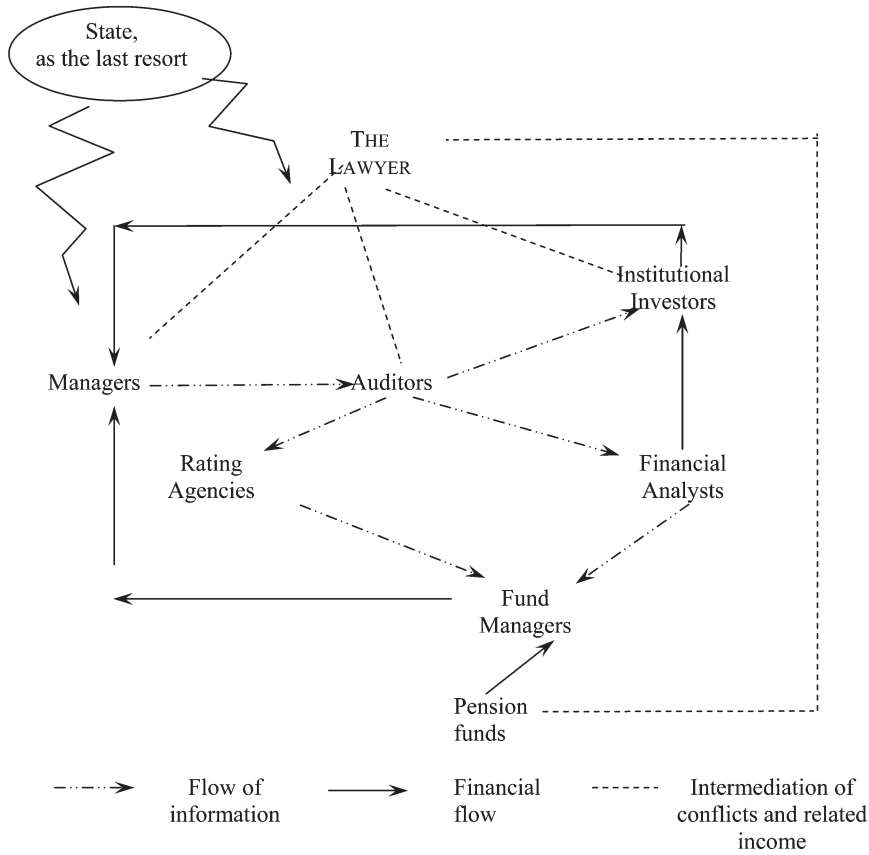 State,
as the last resort
THE
LAWYER
Institutional
Investors
Managers
Auditors
Rating
Agencies
Financial
Analysts
Fund
Managers
Pension
funds
Flow of
information
Financial
flow
Intermediation of
conflicts and related
income